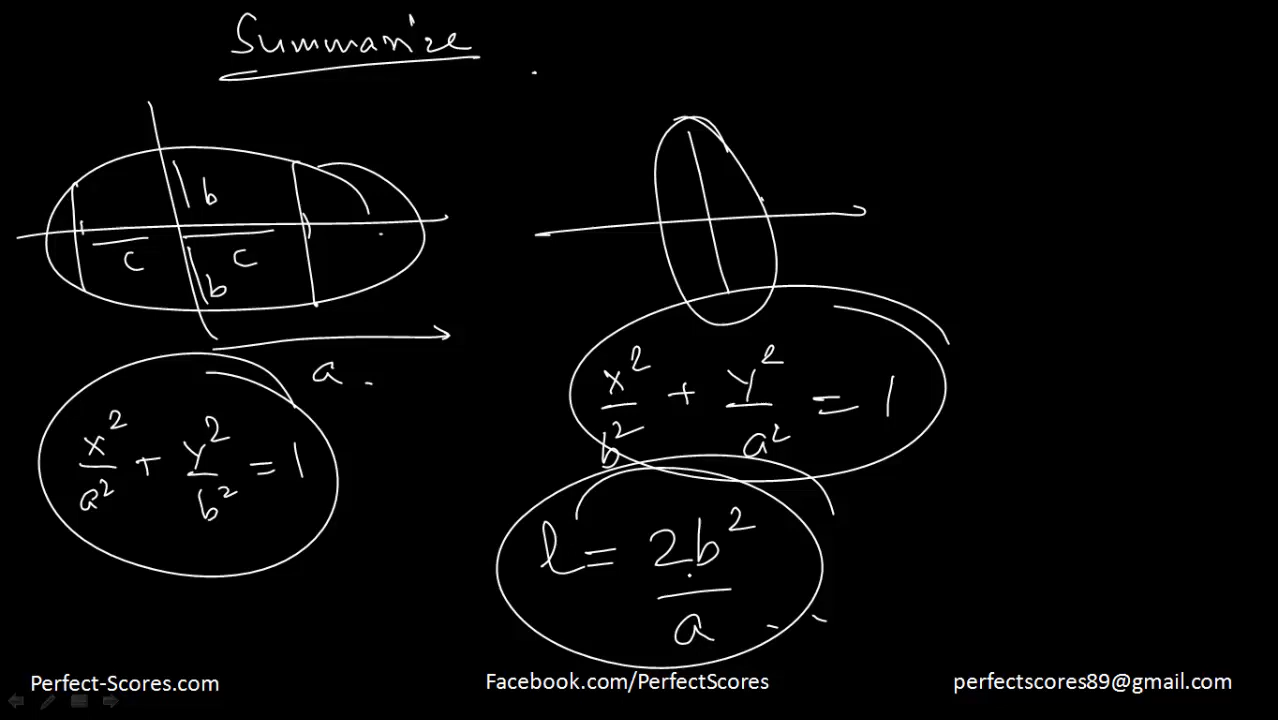 Summarize
b
c c
b
a
x²/a² + y²/b² = 1
x²/b² + y²/a² = 1
l = 2b²/a
Perfect-Scores.com
Facebook.com/PerfectScores
perfectscores89@gmail.com